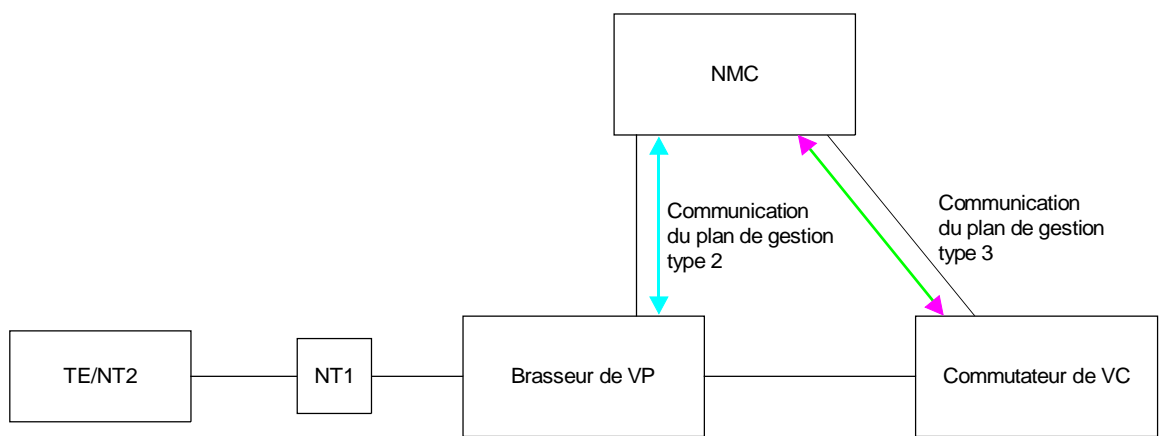 NMC
Communication
du plan de gestion
type 2
Communication
du plan de gestion
type 3
TE/NT2
NT1
Brasseur de VP
Commutateur de VC